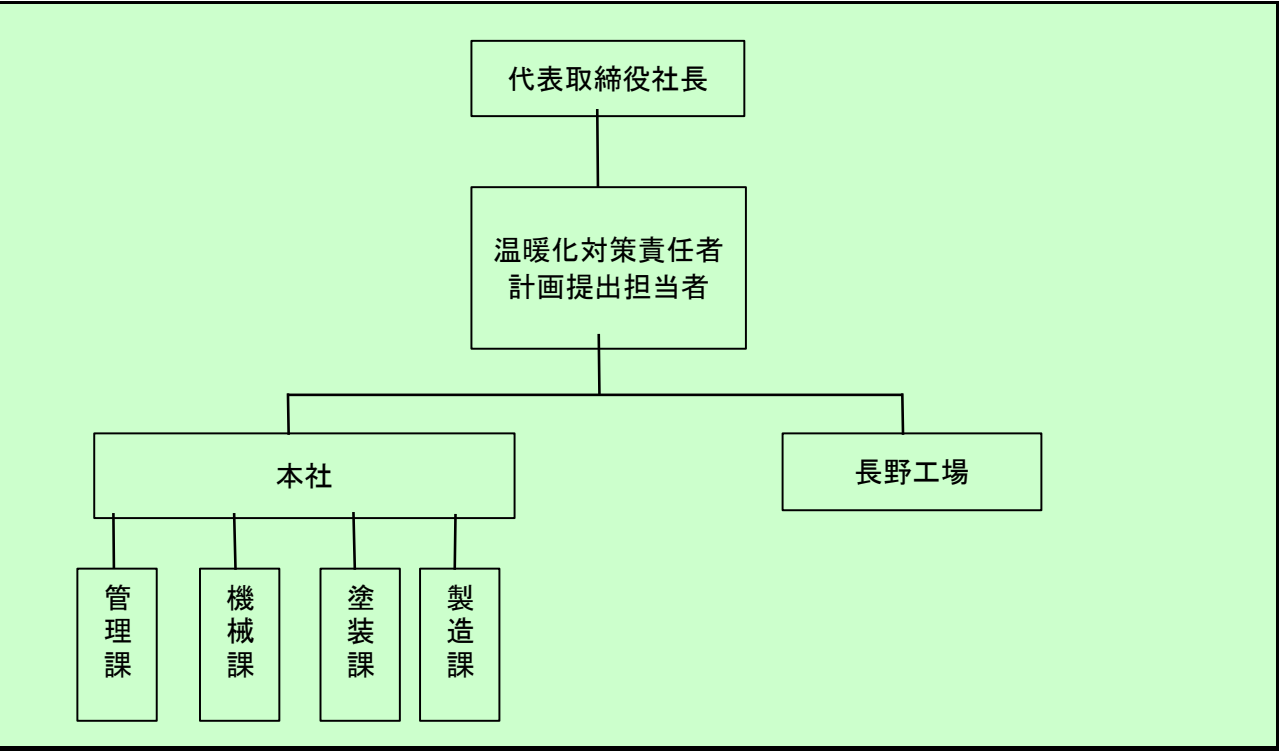 代表取締役社長
温暖化対策責任者
計画提出担当者
本社
長野工場
管理課
機械課
塗装課
製造課